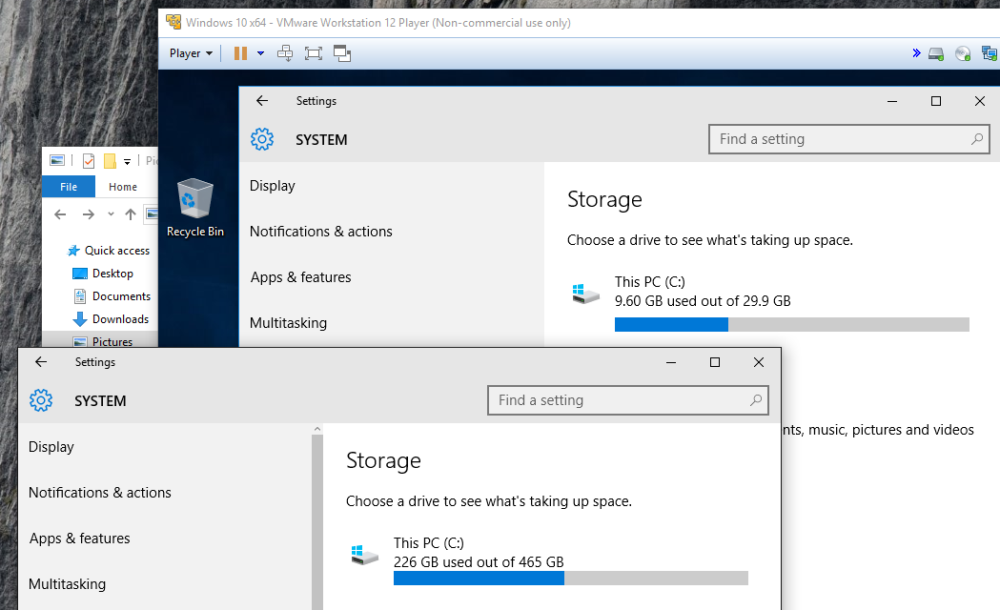 Windows 10 x64 - VMware Workstation 12 Player (Non-commercial use only)
Player
Settings
SYSTEM
Find a setting
Display
Notifications & actions
Apps & features
Multitasking
Storage
Choose a drive to see what's taking up space.
This PC (C:)
9.60 GB used out of 29.9 GB
nts, music, pictures and videos
Recycle Bin
Pic
File
Home
Quick access
Desktop
Documents
Downloads
Pictures
Settings
SYSTEM
Find a setting
Display
Notifications & actions
Apps & features
Multitasking
Storage
Choose a drive to see what's taking up space.
This PC (C:)
226 GB used out of 465 GB